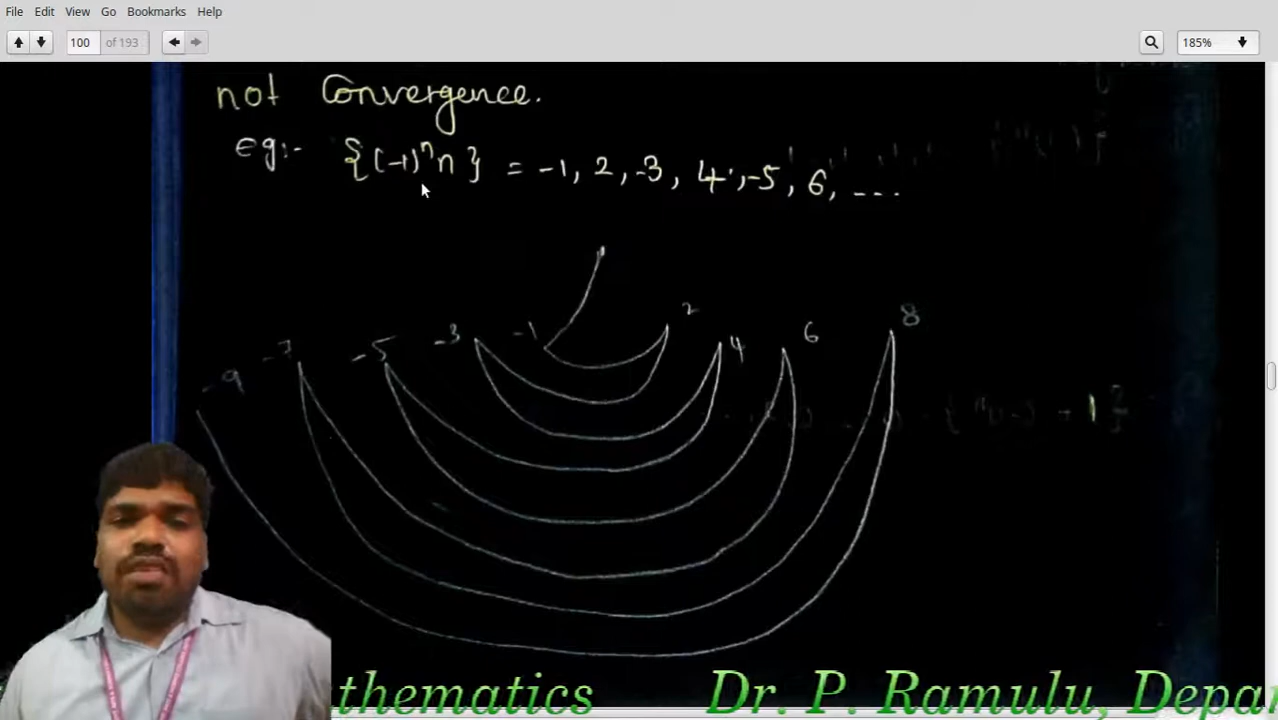 File Edit View Go Bookmarks Help
100 of 193 185%
not Convergence.
eg:- {(-1)ⁿn} = -1, 2, -3, 4, -5, 6, ...
-1 2
-3 4
-5 6
-7 8
-9
thematics Dr. P. Ramulu, Depar